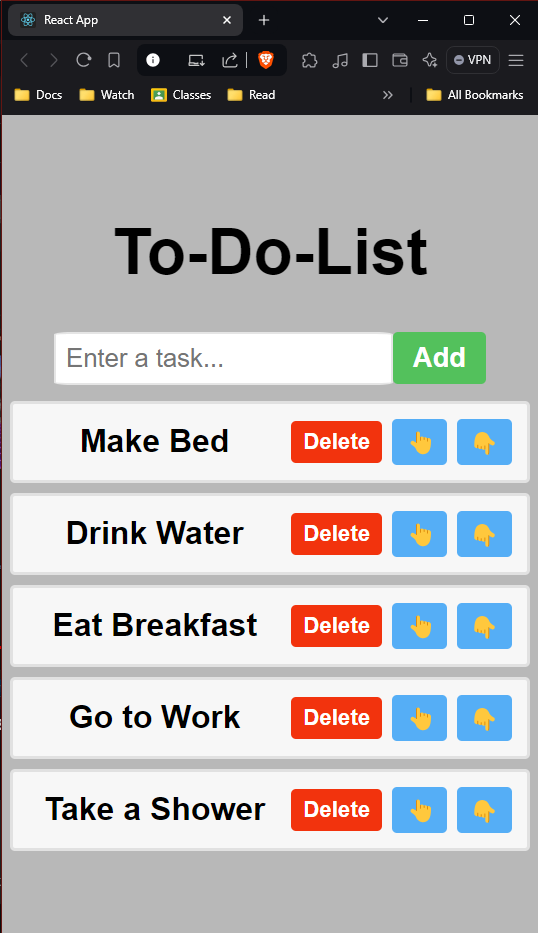 React App
VPN
Docs Watch Classes Read All Bookmarks
To-Do-List
Enter a task... Add
Make Bed Delete
Drink Water Delete
Eat Breakfast Delete
Go to Work Delete
Take a Shower Delete